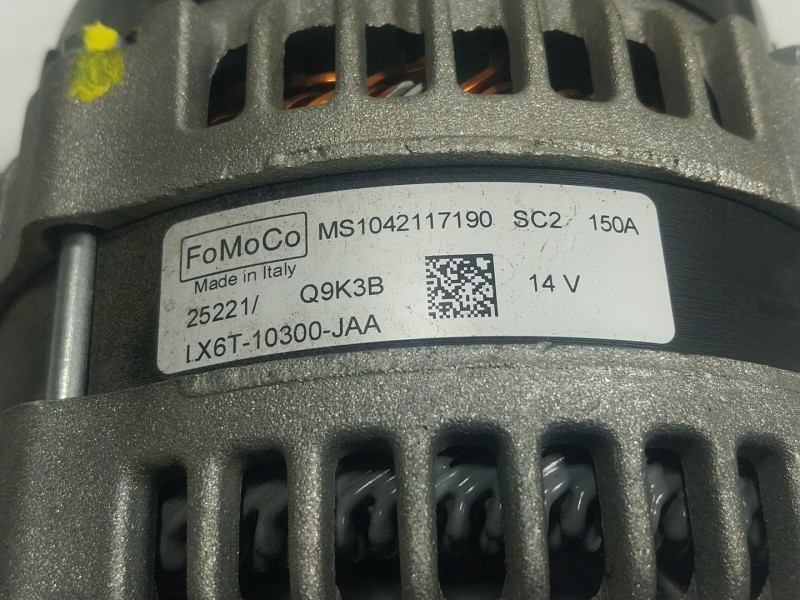 FoMoCo MS1042117190 SC2 150A
Made in Italy
25221/ Q9K3B 14 V
LX6T-10300-JAA